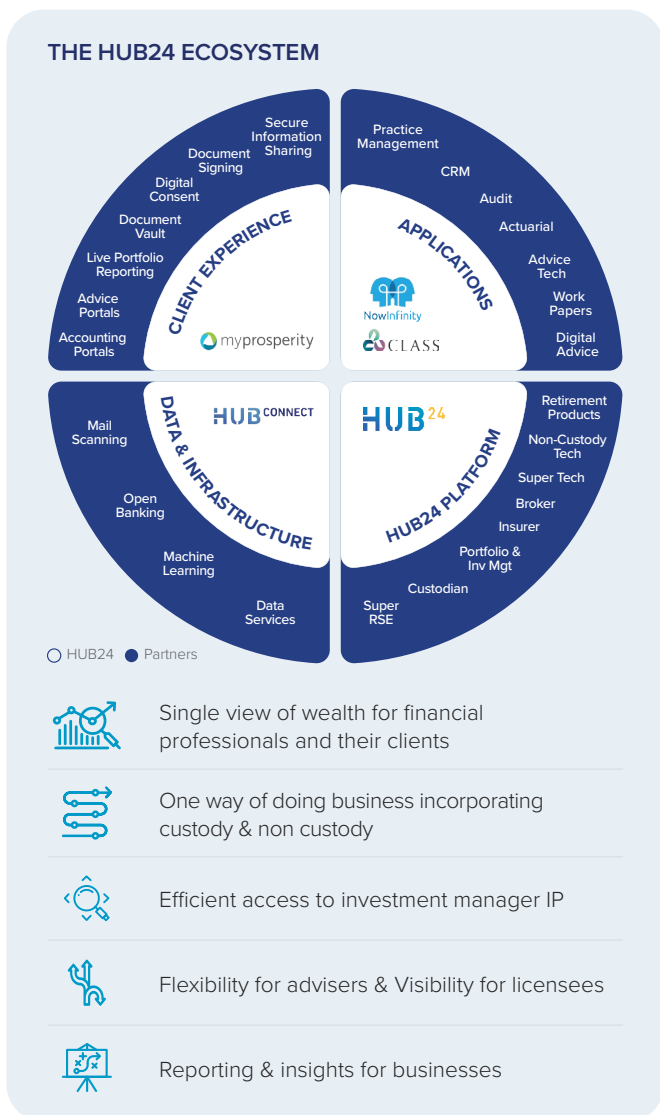 THE HUB24 ECOSYSTEM
Secure
Information
Sharing
Document
Signing
Digital
Consent
Document
Vault
Live Portfolio
Reporting
Advice
Portals
Accounting
Portals
CLIENT EXPERIENCE
myprosperity
Practice
Management
CRM
Audit
Actuarial
Advice
Tech
Work
Papers
Digital
Advice
APPLICATIONS
NowInfinity
CLASS
Mail
Scanning
Open
Banking
Machine
Learning
Data
Services
DATA & INFRASTRUCTURE
HUBCONNECT
HUB24
HUB24 PLATFORM
Retirement
Products
Non-Custody
Tech
Super Tech
Broker
Insurer
Portfolio &
Inv Mgt
Custodian
Super
RSE
HUB24 Partners
Single view of wealth for financial
professionals and their clients
One way of doing business incorporating
custody & non custody
Efficient access to investment manager IP
Flexibility for advisers & Visibility for licensees
Reporting & insights for businesses